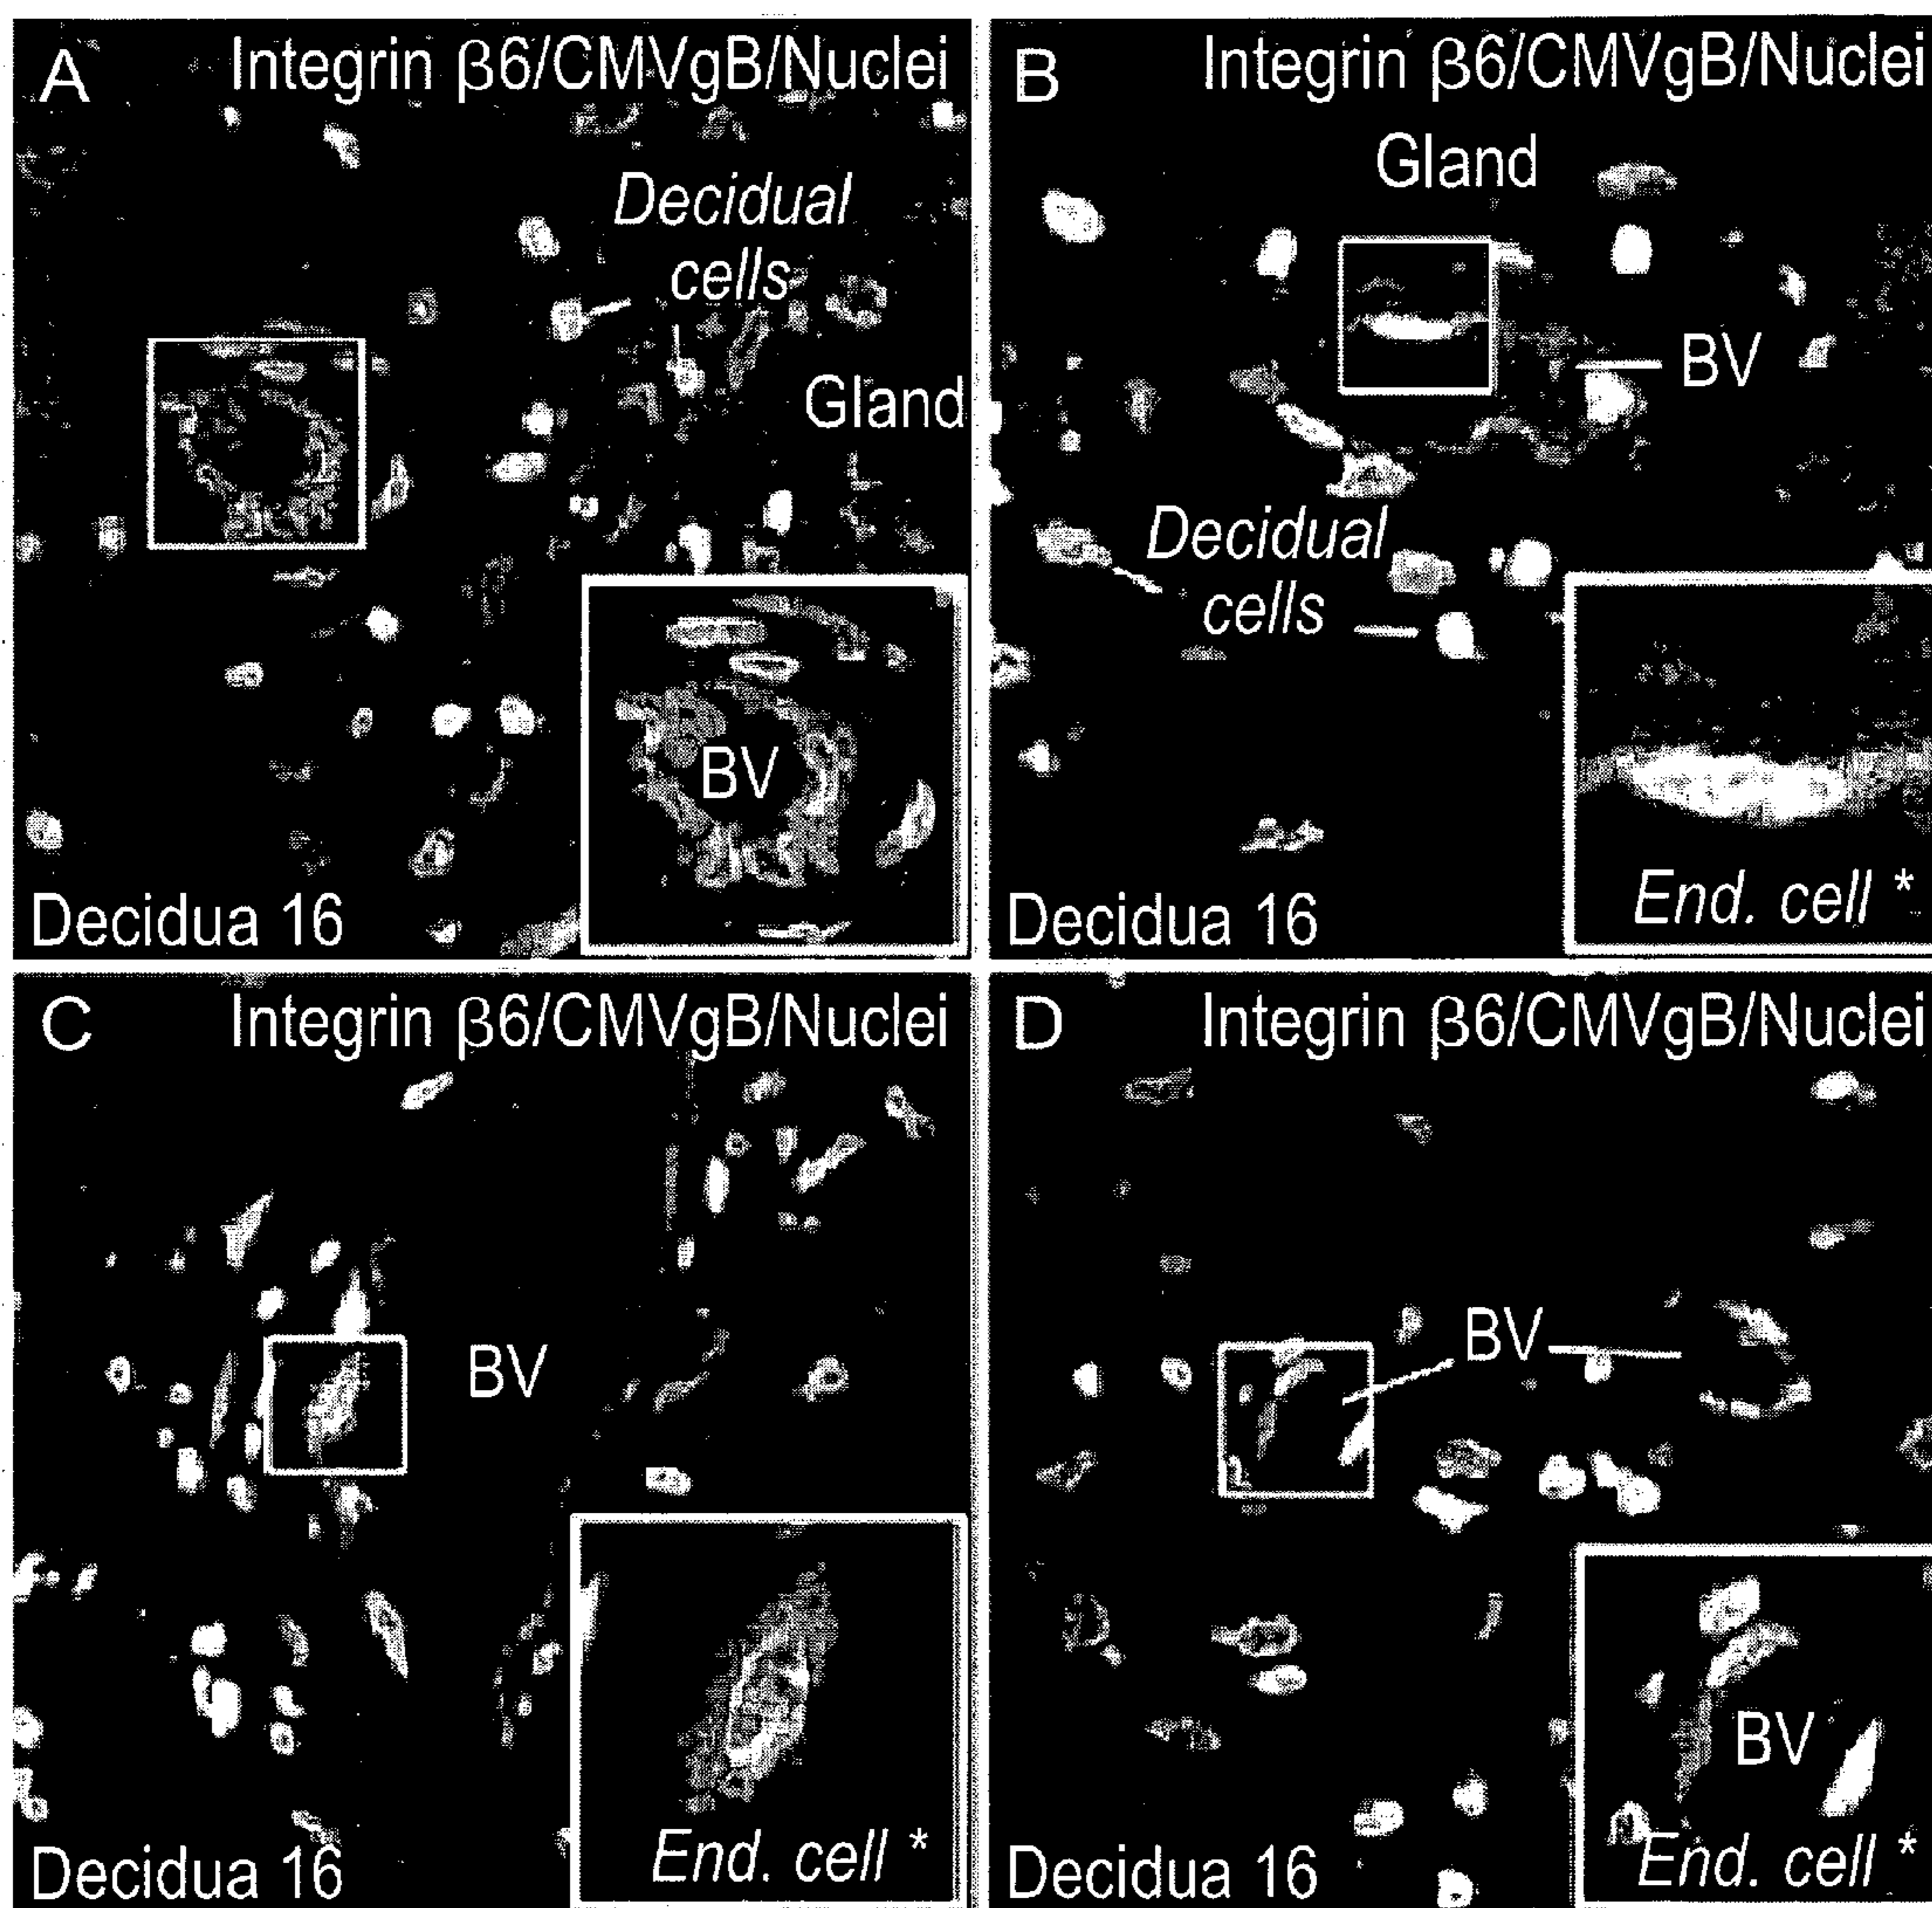 A
Integrin β6/CMVgB/Nuclei
Decidual
cells
Gland
BV
Decidua 16
B
Integrin β6/CMVgB/Nuclei
Gland
BV
Decidual
cells
End. cell *
Decidua 16
C
Integrin β6/CMVgB/Nuclei
BV
End. cell *
Decidua 16
D
Integrin β6/CMVgB/Nuclei
BV
BV
End. cell *
Decidua 16